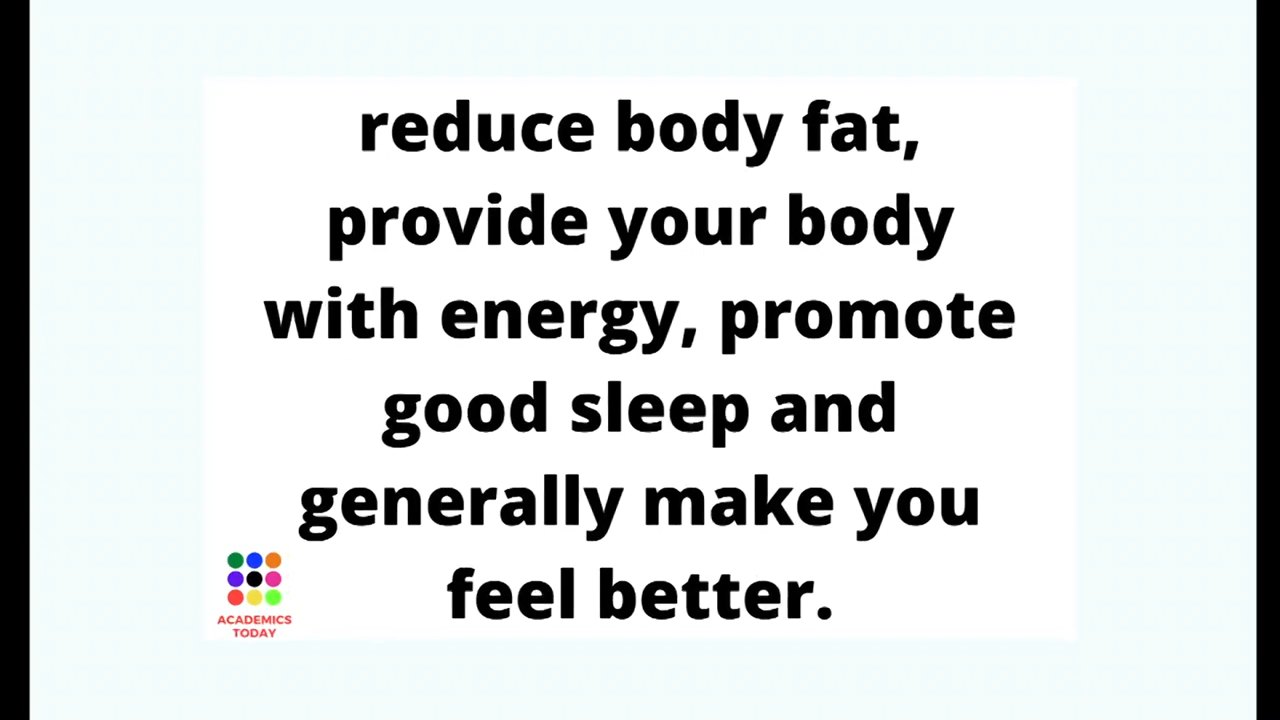 reduce body fat,
provide your body
with energy, promote
good sleep and
generally make you
feel better.
ACADEMICS
TODAY